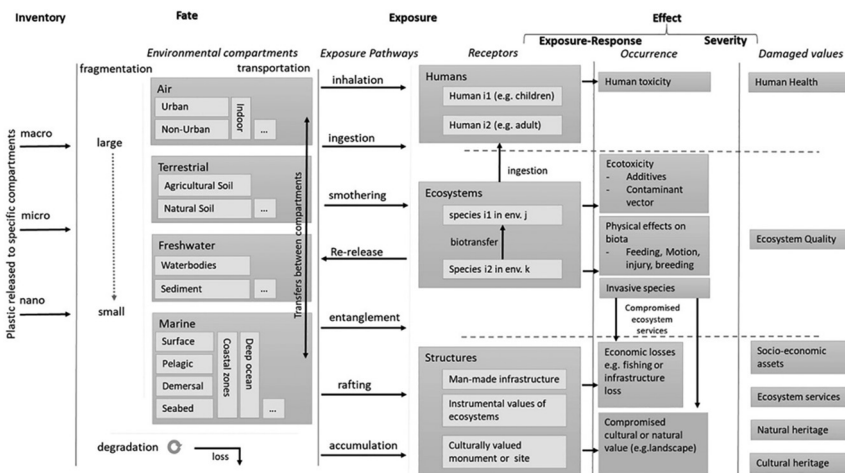 Inventory
Fate
Exposure
Effect
Exposure-Response
Severity
Environmental compartments
Exposure Pathways
Receptors
Occurrence
Damaged values
fragmentation
transportation
Plastic released to specific compartments
macro
micro
nano
large
small
Air
Urban
Non-Urban
Indoor
...
Terrestrial
Agricultural Soil
Natural Soil
...
Freshwater
Waterbodies
Sediment
...
Marine
Surface
Pelagic
Demersal
Seabed
Coastal zones
Deep ocean
...
Transfers between compartments
degradation
loss
inhalation
ingestion
smothering
Re-release
entanglement
rafting
accumulation
Humans
Human i1 (e.g. children)
Human i2 (e.g. adult)
ingestion
Ecosystems
species i1 in env. j
biotransfer
Species i2 in env. k
Structures
Man-made infrastructure
Instrumental values of
ecosystems
Culturally valued
monument or site
Human toxicity
Ecotoxicity
- Additives
- Contaminant
vector
Physical effects on
biota
- Feeding, Motion,
injury, breeding
Invasive species
Compromised
ecosystem
services
Economic losses
e.g. fishing or
infrastructure
loss
Compromised
cultural or natural
value (e.g.landscape)
Human Health
Ecosystem Quality
Socio-economic
assets
Ecosystem services
Natural heritage
Cultural heritage